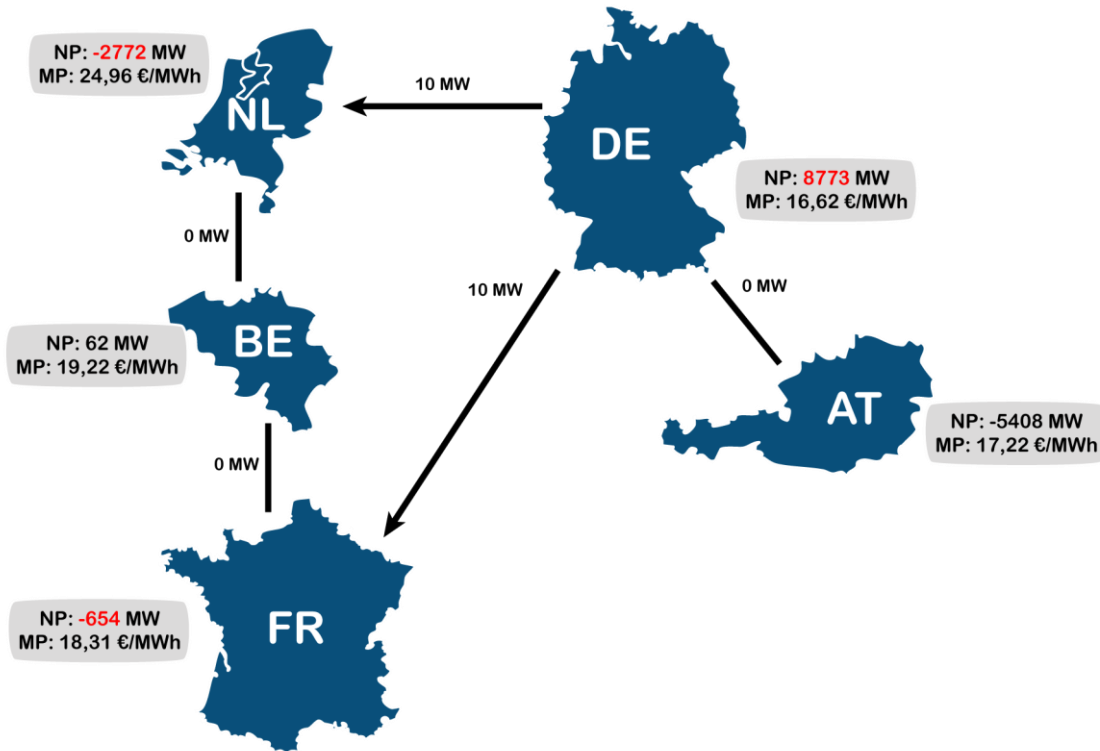 NP: -2772 MW
MP: 24,96 €/MWh
NL
10 MW
DE
NP: 8773 MW
MP: 16,62 €/MWh
0 MW
10 MW
0 MW
NP: 62 MW
MP: 19,22 €/MWh
BE
AT
NP: -5408 MW
MP: 17,22 €/MWh
0 MW
NP: -654 MW
MP: 18,31 €/MWh
FR